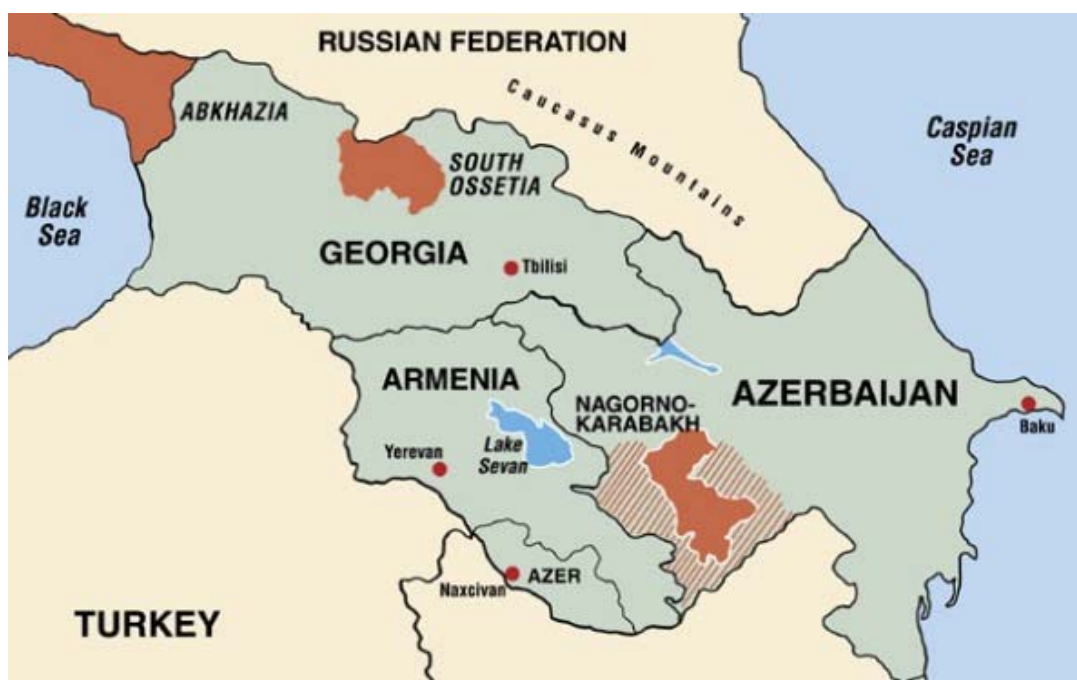 RUSSIAN FEDERATION
Caucasus Mountains
Caspian
Sea
ABKHAZIA
SOUTH
OSSETIA
Black
Sea
GEORGIA
Tbilisi
ARMENIA
AZERBAIJAN
NAGORNO-
KARABAKH
Baku
Lake
Sevan
Yerevan
AZER
Naxcivan
TURKEY